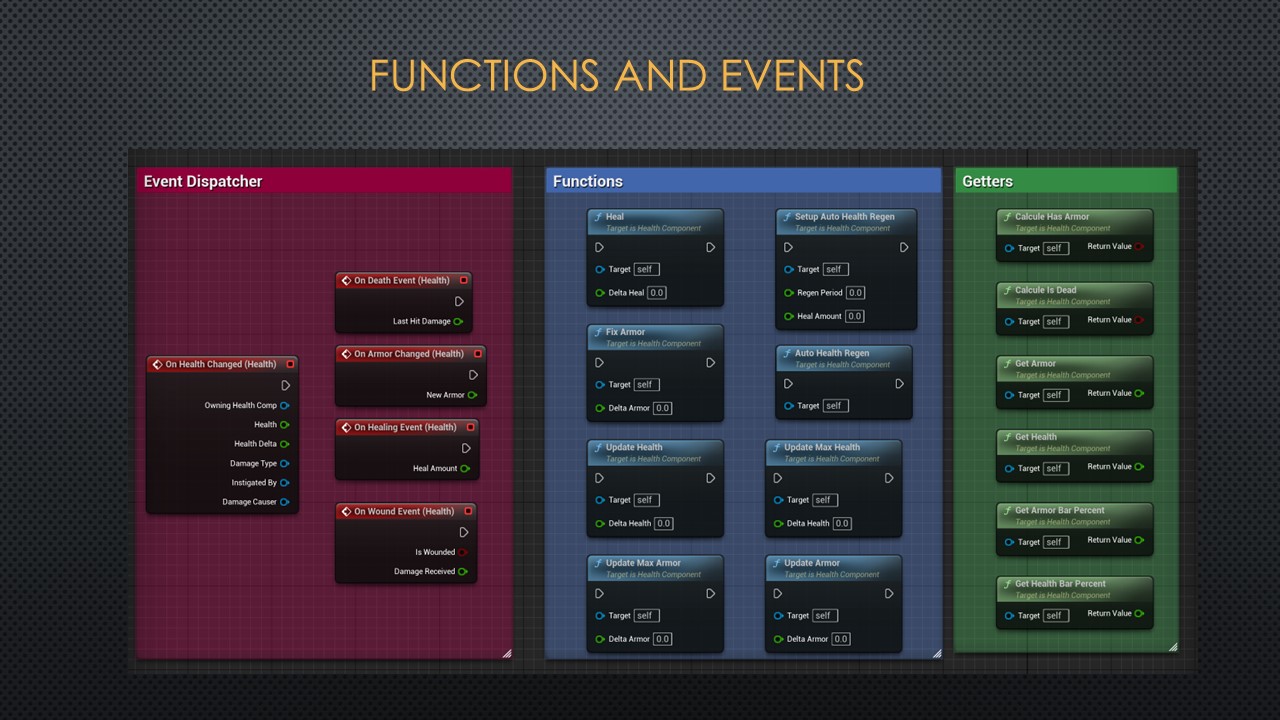 FUNCTIONS AND EVENTS
Event Dispatcher
On Health Changed (Health)
Owning Health Comp
Health
Health Delta
Damage Type
Instigated By
Damage Causer
On Death Event (Health)
Last Hit Damage
On Armor Changed (Health)
New Armor
On Healing Event (Health)
Heal Amount
On Wound Event (Health)
Is Wounded
Damage Received
Functions
Heal
Target is Health Component
Target self
Delta Heal 0.0
Fix Armor
Target is Health Component
Target self
Delta Armor 0.0
Update Health
Target is Health Component
Target self
Delta Health 0.0
Update Max Armor
Target is Health Component
Target self
Delta Armor 0.0
Setup Auto Health Regen
Target is Health Component
Target self
Regen Period 0.0
Heal Amount 0.0
Auto Health Regen
Target is Health Component
Target self
Update Max Health
Target is Health Component
Target self
Delta Health 0.0
Update Armor
Target is Health Component
Target self
Delta Armor 0.0
Getters
Calcule Has Armor
Target is Health Component
Target self Return Value
Calcule Is Dead
Target is Health Component
Target self Return Value
Get Armor
Target is Health Component
Target self Return Value
Get Health
Target is Health Component
Target self Return Value
Get Armor Bar Percent
Target is Health Component
Target self Return Value
Get Health Bar Percent
Target is Health Component
Target self Return Value